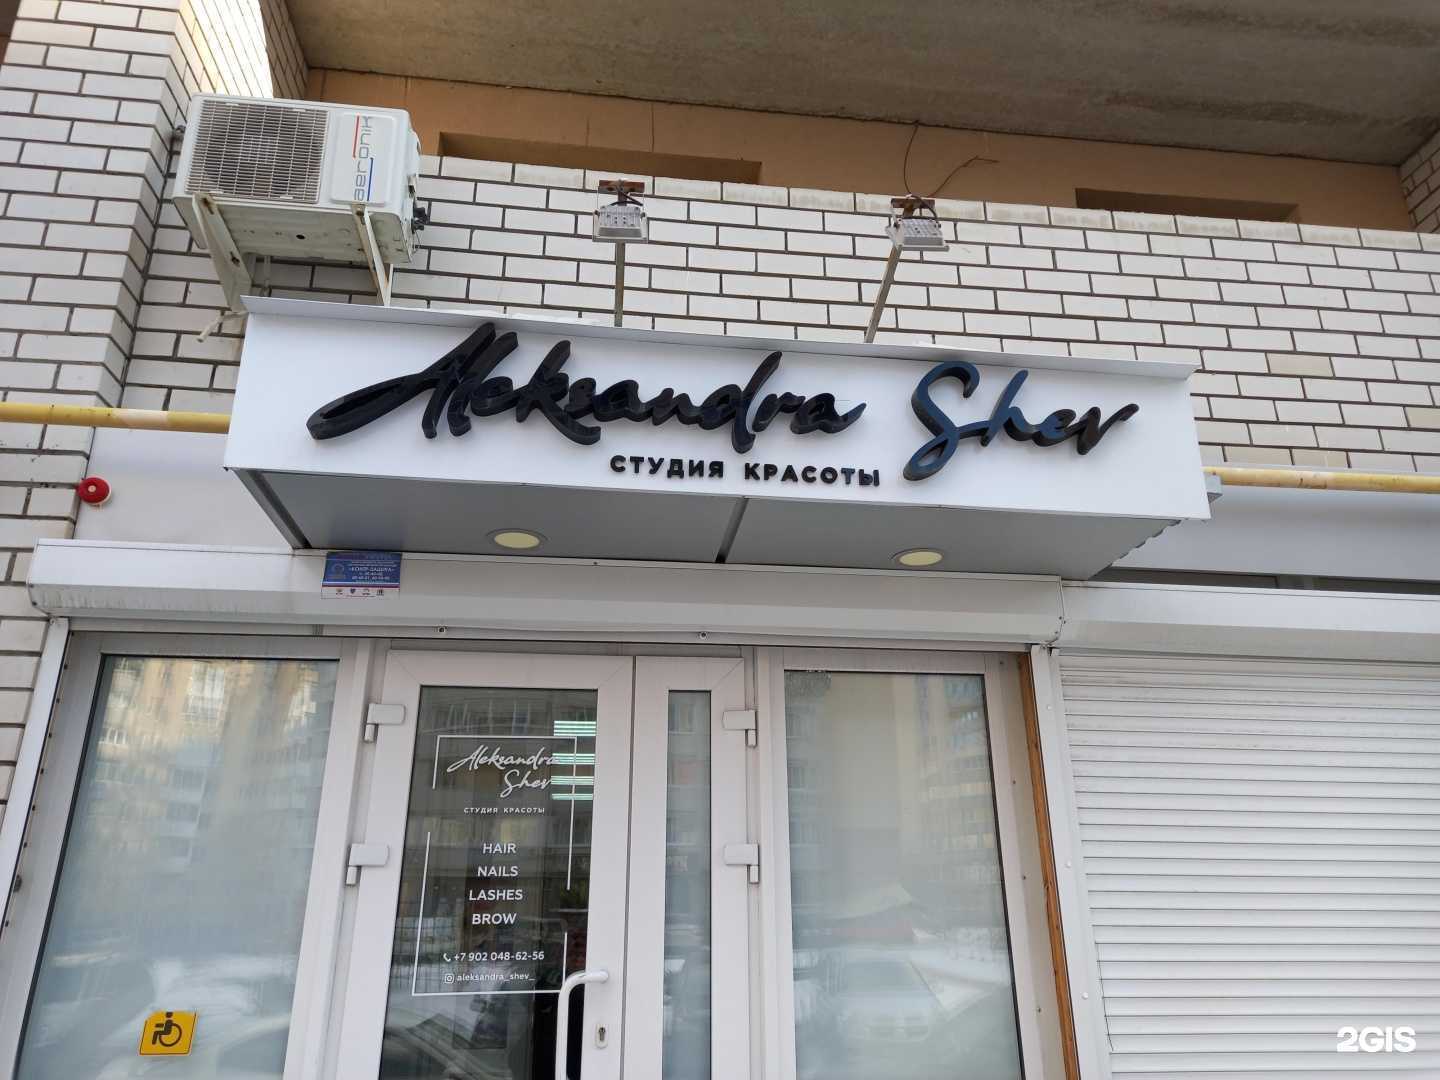 aeronik
Aleksandra Shev
СТУДИЯ КРАСОТЫ
Aleksandra
Shev
СТУДИЯ КРАСОТЫ
HAIR
NAILS
LASHES
BROW
+7 902 048-62-56
aleksandra_shev_
2GIS